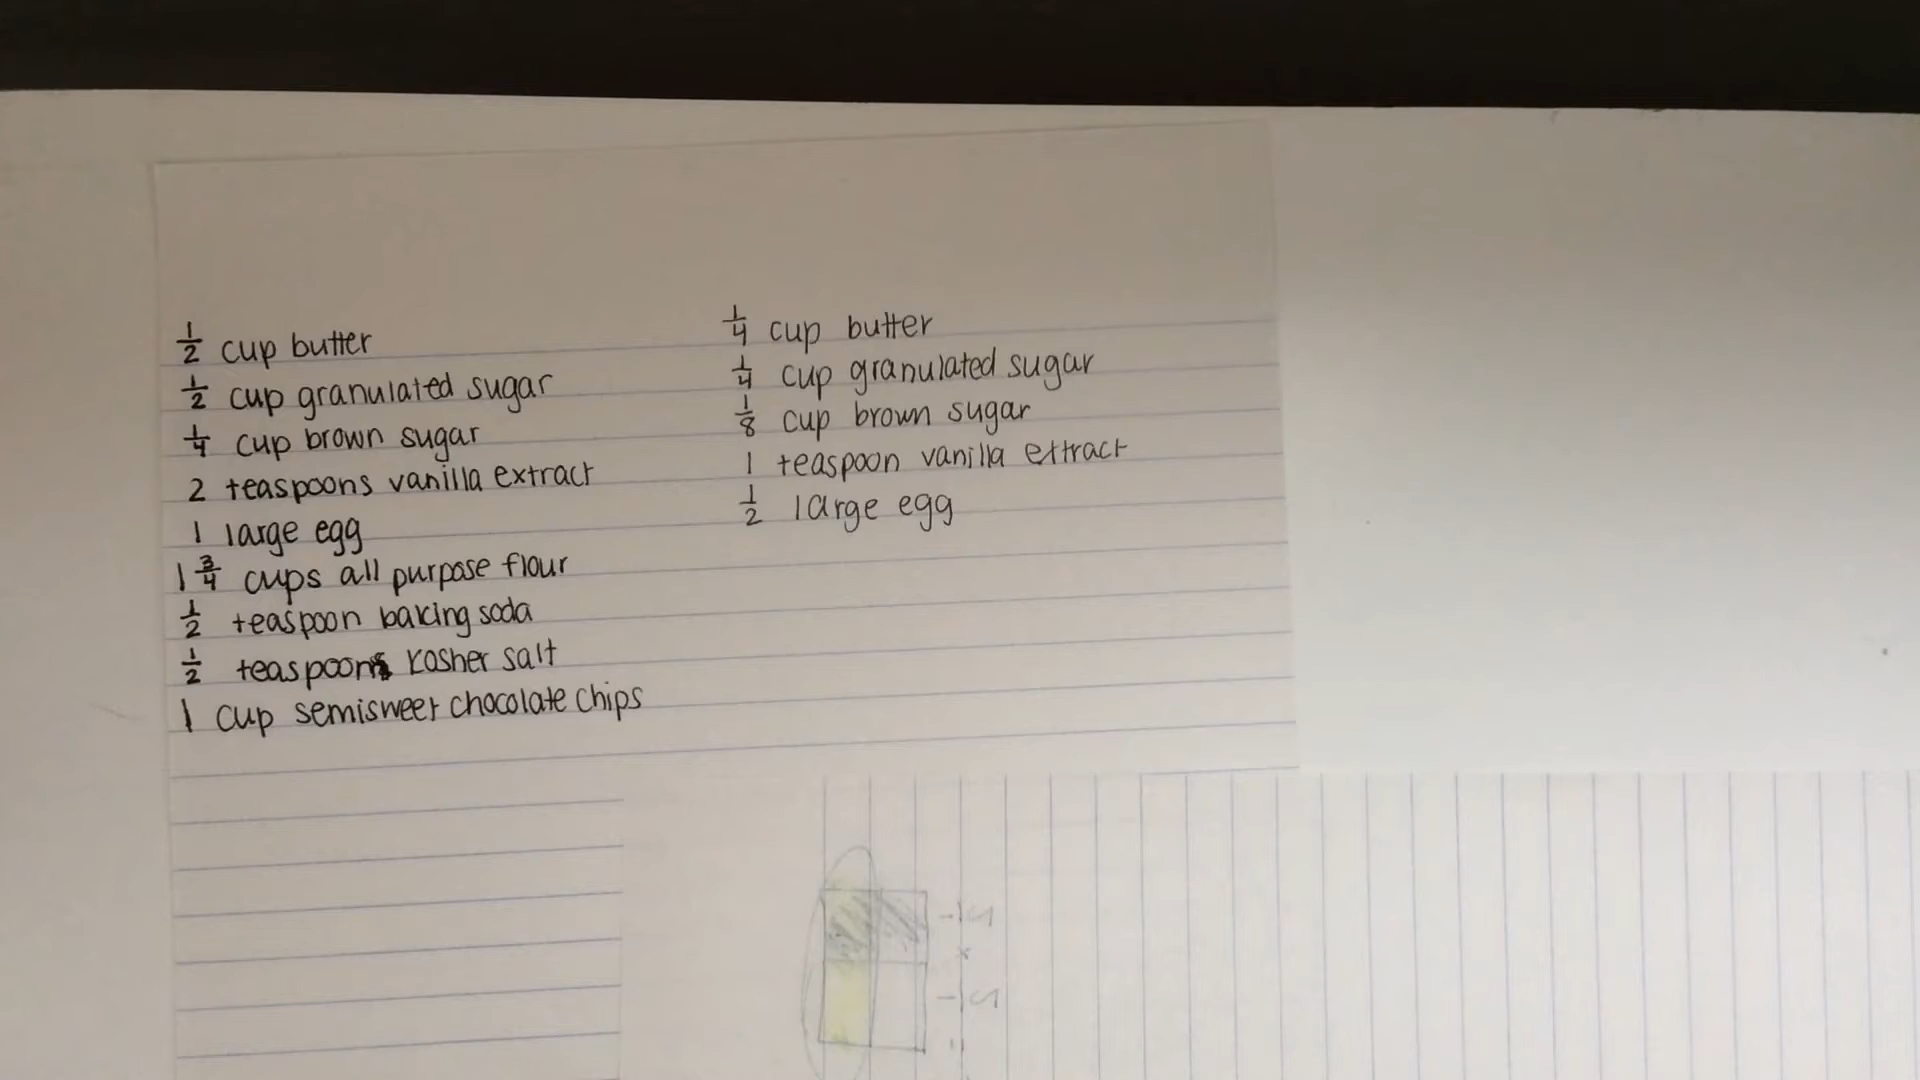 1/2 cup butter
1/2 cup granulated sugar
1/4 cup brown sugar
2 teaspoons vanilla extract
1 large egg
1 3/4 cups all purpose flour
1/2 teaspoon baking soda
1/2 teaspoon kosher salt
1 cup semisweet chocolate chips
1/4 cup butter
1/4 cup granulated sugar
1/8 cup brown sugar
1 teaspoon vanilla extract
1/2 large egg